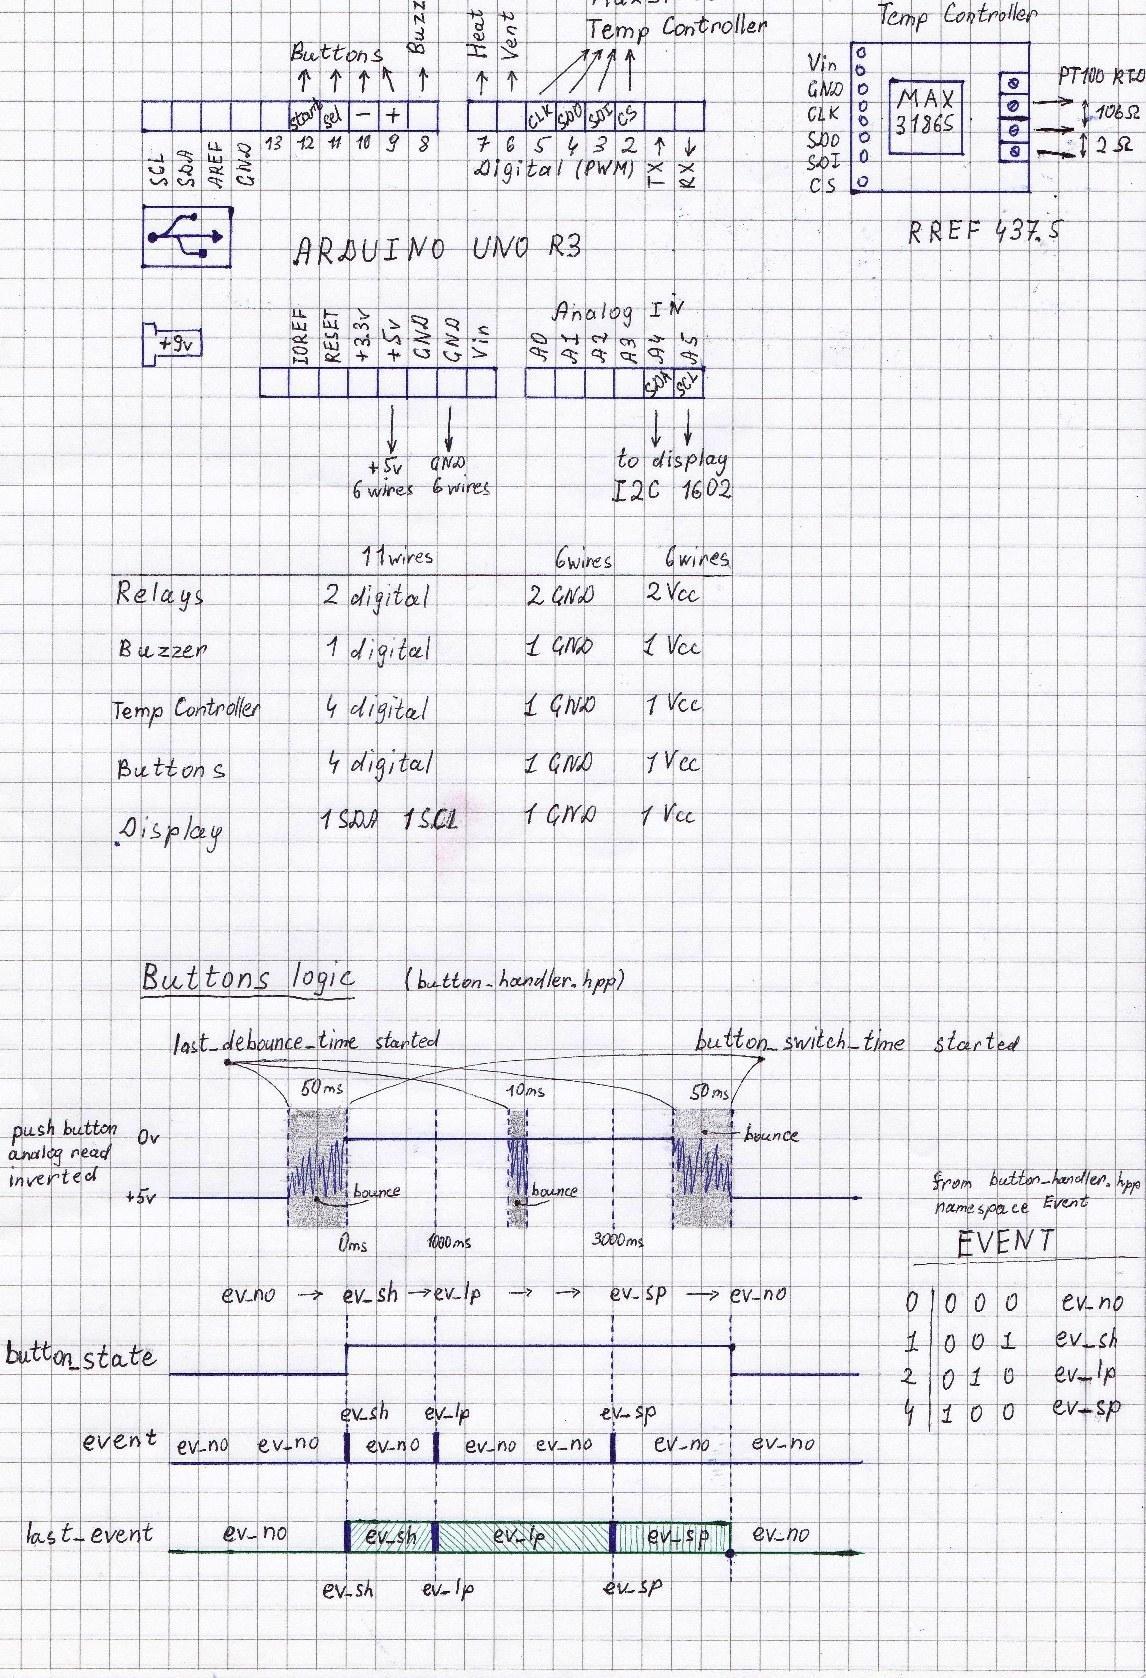 Temp Controller
Temp Controller
Buttons
Buzz
Heat
Vent
start sel − + CLK SDO SDI CS
SCL SDA AREF GND 13 12 11 10 9 8 7 6 5 4 3 2 TX RX
Digital (PWM)
Vin
GND
CLK
SDO
SDI
CS
MAX
31865
PT100 RTD
106Ω
2Ω
RREF 437.5
ARDUINO UNO R3
+9v
IOREF RESET +3.3v +5v GND GND Vin
Analog IN
A0 A1 A2 A3 A4 A5
SDA SCL
+5v GND
6 wires 6 wires
to display
I2C 1602
11 wires 6 wires 6 wires
Relays 2 digital 2 GND 2 Vcc
Buzzer 1 digital 1 GND 1 Vcc
Temp Controller 4 digital 1 GND 1 Vcc
Buttons 4 digital 1 GND 1 Vcc
Display 1 SDA 1 SCL 1 GND 1 Vcc
Buttons logic (button_handler.hpp)
last_debounce_time started button_switch_time started
50ms 10ms 50ms
push button
analog read
inverted
0v
+5v
bounce bounce bounce
0ms 1000ms 3000ms
from button_handler.hpp
namespace Event
EVENT
0 | 0 0 0 ev_no
1 | 0 0 1 ev_sh
2 | 0 1 0 ev_lp
4 | 1 0 0 ev_sp
ev_no → ev_sh → ev_lp → → ev_sp → ev_no
button_state
ev_sh ev_lp ev_sp
event ev_no ev_no ev_no ev_no ev_no ev_no ev_no
last_event ev_no ev_sh ev_lp ev_sp ev_no
ev_sh ev_lp ev_sp